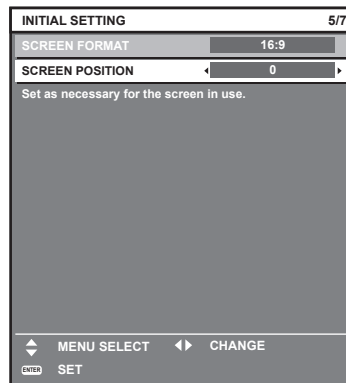 INITIAL SETTING 5/7
SCREEN FORMAT 16:9
SCREEN POSITION 0
Set as necessary for the screen in use.
MENU SELECT CHANGE
ENTER SET